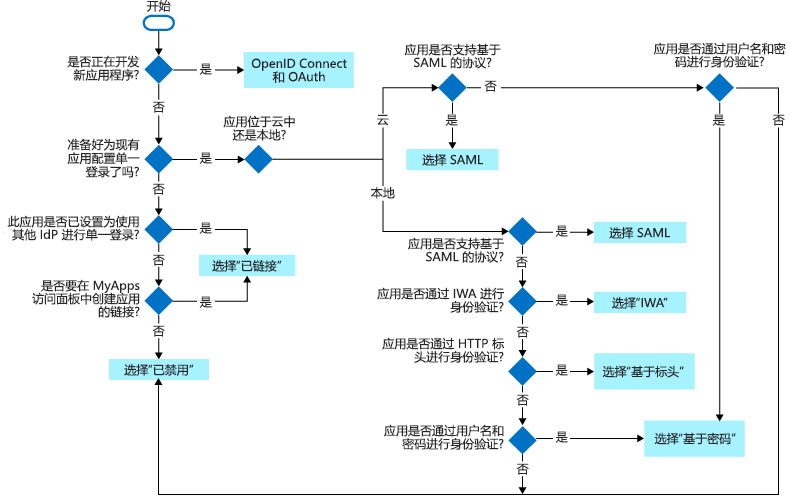 开始
是否正在开发
新应用程序?
是
OpenID Connect
和 OAuth
否
准备好为现有
应用配置单一
登录了吗?
是
应用位于云中
还是本地?
云
应用是否支持基于
SAML 的协议?
否
是
选择 SAML
应用是否通过用户名和密
码进行身份验证?
否
是
否
此应用是否已设置为使用
其他 IdP 进行单一登录?
是
选择“已链接”
否
是否要在 MyApps
访问面板中创建应用
的链接?
是
否
选择“已禁用”
本地
应用是否支持基于
SAML 的协议?
是
选择 SAML
否
应用是否通过 IWA 进行
身份验证?
是
选择“IWA”
否
应用是否通过 HTTP 标
头进行身份验证?
是
选择“基于标头”
否
应用是否通过用户名和
密码进行身份验证?
是
选择“基于密码”
否